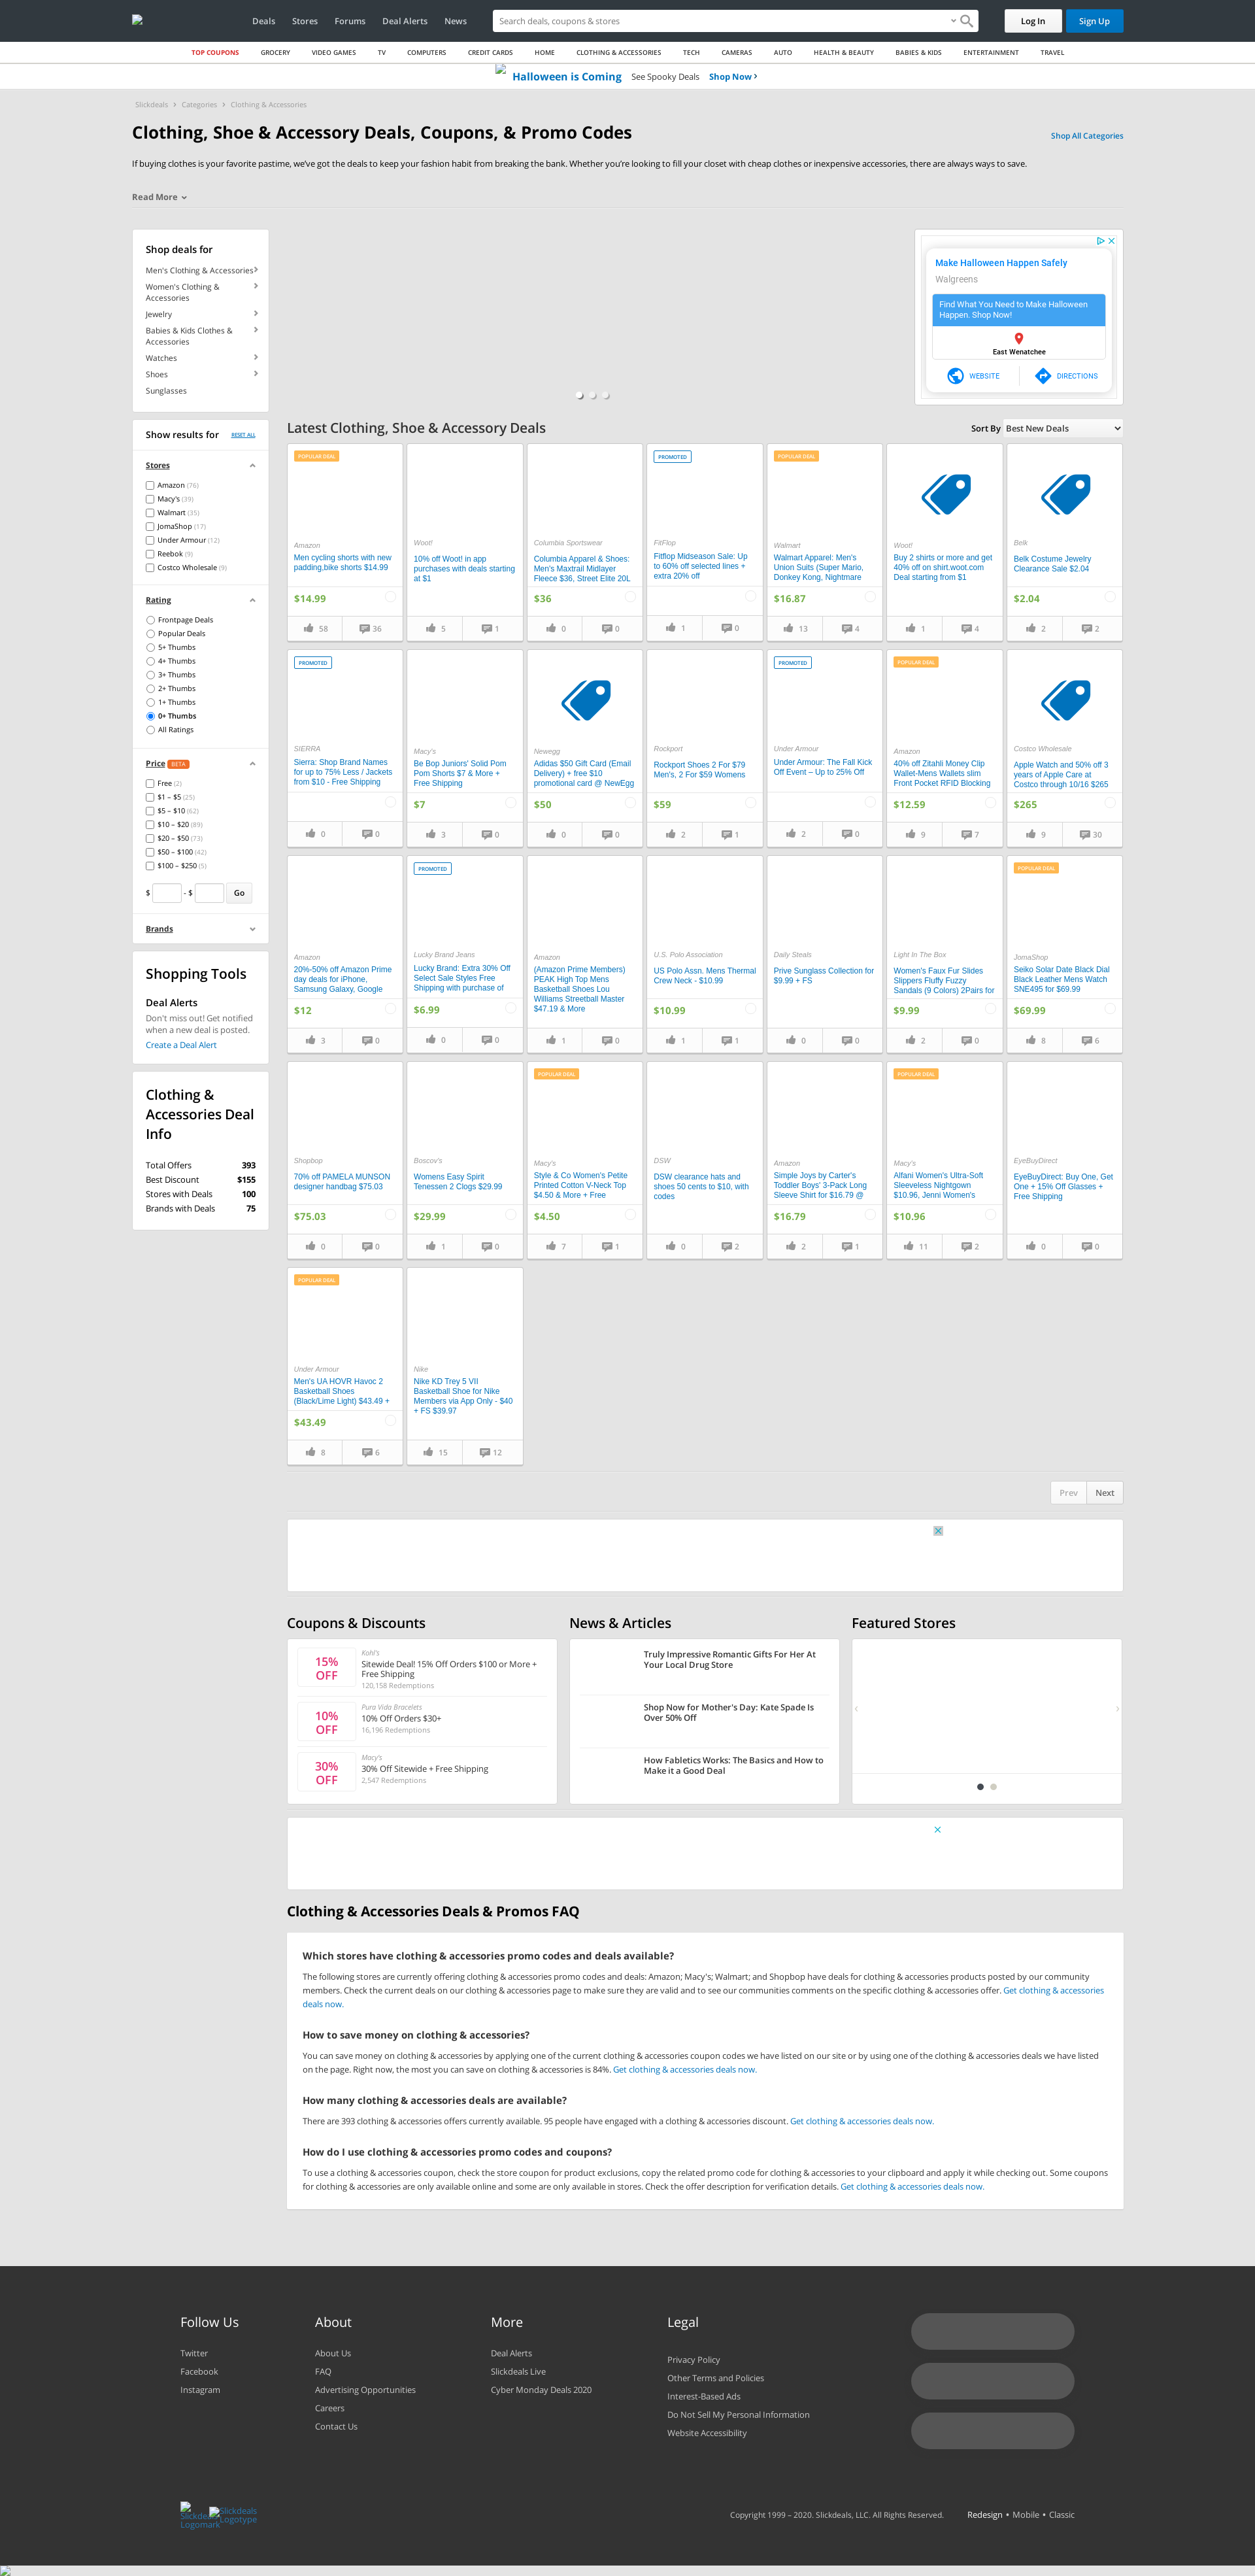 Deals Stores Forums Deal Alerts News
Search deals, coupons & stores
Log In Sign Up
TOP COUPONS GROCERY VIDEO GAMES TV COMPUTERS CREDIT CARDS HOME CLOTHING & ACCESSORIES TECH CAMERAS AUTO HEALTH & BEAUTY BABIES & KIDS ENTERTAINMENT TRAVEL
Halloween is Coming See Spooky Deals Shop Now ›
Slickdeals › Categories › Clothing & Accessories
Clothing, Shoe & Accessory Deals, Coupons, & Promo Codes
Shop All Categories
If buying clothes is your favorite pastime, we've got the deals to keep your fashion habit from breaking the bank. Whether you're looking to fill your closet with cheap clothes or inexpensive accessories, there are always ways to save.
Read More
Shop deals for
Men's Clothing & Accessories
Women's Clothing &
Accessories
Jewelry
Babies & Kids Clothes &
Accessories
Watches
Shoes
Sunglasses
Make Halloween Happen Safely
Walgreens
Find What You Need to Make Halloween
Happen. Shop Now!
East Wenatchee
WEBSITE DIRECTIONS
Show results for RESET ALL
Stores
Amazon (76)
Macy's (39)
Walmart (35)
JomaShop (17)
Under Armour (12)
Reebok (9)
Costco Wholesale (9)
Rating
Frontpage Deals
Popular Deals
5+ Thumbs
4+ Thumbs
3+ Thumbs
2+ Thumbs
1+ Thumbs
0+ Thumbs
All Ratings
Price BETA
Free (2)
$1 – $5 (25)
$5 – $10 (62)
$10 – $20 (89)
$20 – $50 (73)
$50 – $100 (42)
$100 – $250 (5)
$ - $ Go
Brands
Shopping Tools
Deal Alerts
Don't miss out! Get notified
when a new deal is posted.
Create a Deal Alert
Clothing &
Accessories Deal
Info
Total Offers 393
Best Discount $155
Stores with Deals 100
Brands with Deals 75
Latest Clothing, Shoe & Accessory Deals
Sort By Best New Deals
POPULAR DEAL
Amazon
Men cycling shorts with new
padding,bike shorts $14.99
$14.99
58 36
Woot!
10% off Woot! in app
purchases with deals starting
at $1
5 1
Columbia Sportswear
Columbia Apparel & Shoes:
Men's Maxtrail Midlayer
Fleece $36, Street Elite 20L
$36
0 0
PROMOTED
FitFlop
Fitflop Midseason Sale: Up
to 60% off selected lines +
extra 20% off
1 0
POPULAR DEAL
Walmart
Walmart Apparel: Men's
Union Suits (Super Mario,
Donkey Kong, Nightmare
$16.87
13 4
Woot!
Buy 2 shirts or more and get
40% off on shirt.woot.com
Deal starting from $1
1 4
Belk
Belk Costume Jewelry
Clearance Sale $2.04
$2.04
2 2
PROMOTED
SIERRA
Sierra: Shop Brand Names
for up to 75% Less / Jackets
from $10 - Free Shipping
0 0
Macy's
Be Bop Juniors' Solid Pom
Pom Shorts $7 & More +
Free Shipping
$7
3 0
Newegg
Adidas $50 Gift Card (Email
Delivery) + free $10
promotional card @ NewEgg
$50
0 0
Rockport
Rockport Shoes 2 For $79
Men's, 2 For $59 Womens
$59
2 1
PROMOTED
Under Armour
Under Armour: The Fall Kick
Off Event – Up to 25% Off
2 0
POPULAR DEAL
Amazon
40% off Zitahli Money Clip
Wallet-Mens Wallets slim
Front Pocket RFID Blocking
$12.59
9 7
Costco Wholesale
Apple Watch and 50% off 3
years of Apple Care at
Costco through 10/16 $265
$265
9 30
Amazon
20%-50% off Amazon Prime
day deals for iPhone,
Samsung Galaxy, Google
$12
3 0
PROMOTED
Lucky Brand Jeans
Lucky Brand: Extra 30% Off
Select Sale Styles Free
Shipping with purchase of
$6.99
0 0
Amazon
(Amazon Prime Members)
PEAK High Top Mens
Basketball Shoes Lou
Williams Streetball Master
$47.19 & More
1 0
U.S. Polo Association
US Polo Assn. Mens Thermal
Crew Neck - $10.99
$10.99
1 1
Daily Steals
Prive Sunglass Collection for
$9.99 + FS
0 0
Light In The Box
Women's Faux Fur Slides
Slippers Fluffy Fuzzy
Sandals (9 Colors) 2Pairs for
$9.99
2 0
POPULAR DEAL
JomaShop
Seiko Solar Date Black Dial
Black Leather Mens Watch
SNE495 for $69.99
$69.99
8 6
Shopbop
70% off PAMELA MUNSON
designer handbag $75.03
$75.03
0 0
Boscov's
Womens Easy Spirit
Tenessen 2 Clogs $29.99
$29.99
1 0
POPULAR DEAL
Macy's
Style & Co Women's Petite
Printed Cotton V-Neck Top
$4.50 & More + Free
$4.50
7 1
DSW
DSW clearance hats and
shoes 50 cents to $10, with
codes
0 2
Amazon
Simple Joys by Carter's
Toddler Boys' 3-Pack Long
Sleeve Shirt for $16.79 @
$16.79
2 1
POPULAR DEAL
Macy's
Alfani Women's Ultra-Soft
Sleeveless Nightgown
$10.96, Jenni Women's
$10.96
11 2
EyeBuyDirect
EyeBuyDirect: Buy One, Get
One + 15% Off Glasses +
Free Shipping
0 0
POPULAR DEAL
Under Armour
Men's UA HOVR Havoc 2
Basketball Shoes
(Black/Lime Light) $43.49 +
$43.49
8 6
Nike
Nike KD Trey 5 VII
Basketball Shoe for Nike
Members via App Only - $40
+ FS $39.97
15 12
Prev Next
Coupons & Discounts
15%
OFF
Kohl's
Sitewide Deal! 15% Off Orders $100 or More +
Free Shipping
120,158 Redemptions
10%
OFF
Pura Vida Bracelets
10% Off Orders $30+
16,196 Redemptions
30%
OFF
Macy's
30% Off Sitewide + Free Shipping
2,547 Redemptions
News & Articles
Truly Impressive Romantic Gifts For Her At
Your Local Drug Store
Shop Now for Mother's Day: Kate Spade Is
Over 50% Off
How Fabletics Works: The Basics and How to
Make it a Good Deal
Featured Stores
Clothing & Accessories Deals & Promos FAQ
Which stores have clothing & accessories promo codes and deals available?
The following stores are currently offering clothing & accessories promo codes and deals: Amazon; Macy's; Walmart; and Shopbop have deals for clothing & accessories products posted by our community
members. Check the current deals on our clothing & accessories page to make sure they are valid and to see our communities comments on the specific clothing & accessories offer. Get clothing & accessories
deals now.
How to save money on clothing & accessories?
You can save money on clothing & accessories by applying one of the current clothing & accessories coupon codes we have listed on our site or by using one of the clothing & accessories deals we have listed
on the page. Right now, the most you can save on clothing & accessories is 84%. Get clothing & accessories deals now.
How many clothing & accessories deals are available?
There are 393 clothing & accessories offers currently available. 95 people have engaged with a clothing & accessories discount. Get clothing & accessories deals now.
How do I use clothing & accessories promo codes and coupons?
To use a clothing & accessories coupon, check the store coupon for product exclusions, copy the related promo code for clothing & accessories to your clipboard and apply it while checking out. Some coupons
for clothing & accessories are only available online and some are only available in stores. Check the offer description for verification details. Get clothing & accessories deals now.
Follow Us
Twitter
Facebook
Instagram
About
About Us
FAQ
Advertising Opportunities
Careers
Contact Us
More
Deal Alerts
Slickdeals Live
Cyber Monday Deals 2020
Legal
Privacy Policy
Other Terms and Policies
Interest-Based Ads
Do Not Sell My Personal Information
Website Accessibility
Slickdeals
Logotype
Logomark
Copyright 1999 – 2020. Slickdeals, LLC. All Rights Reserved. Redesign • Mobile • Classic